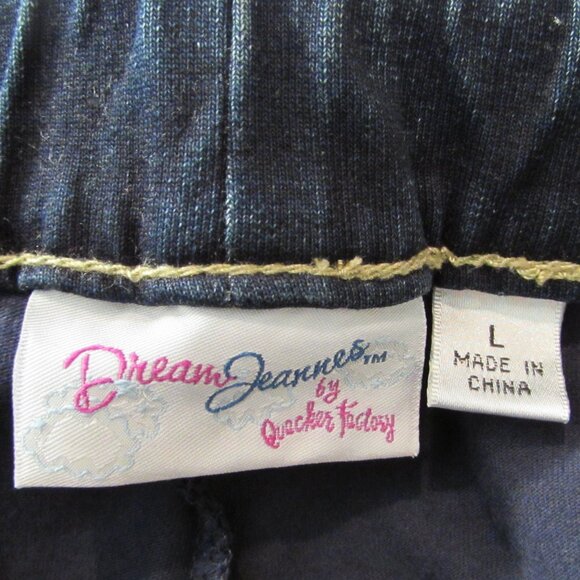 Dream Jeannes™
by
Quacker Factory
L
MADE IN
CHINA